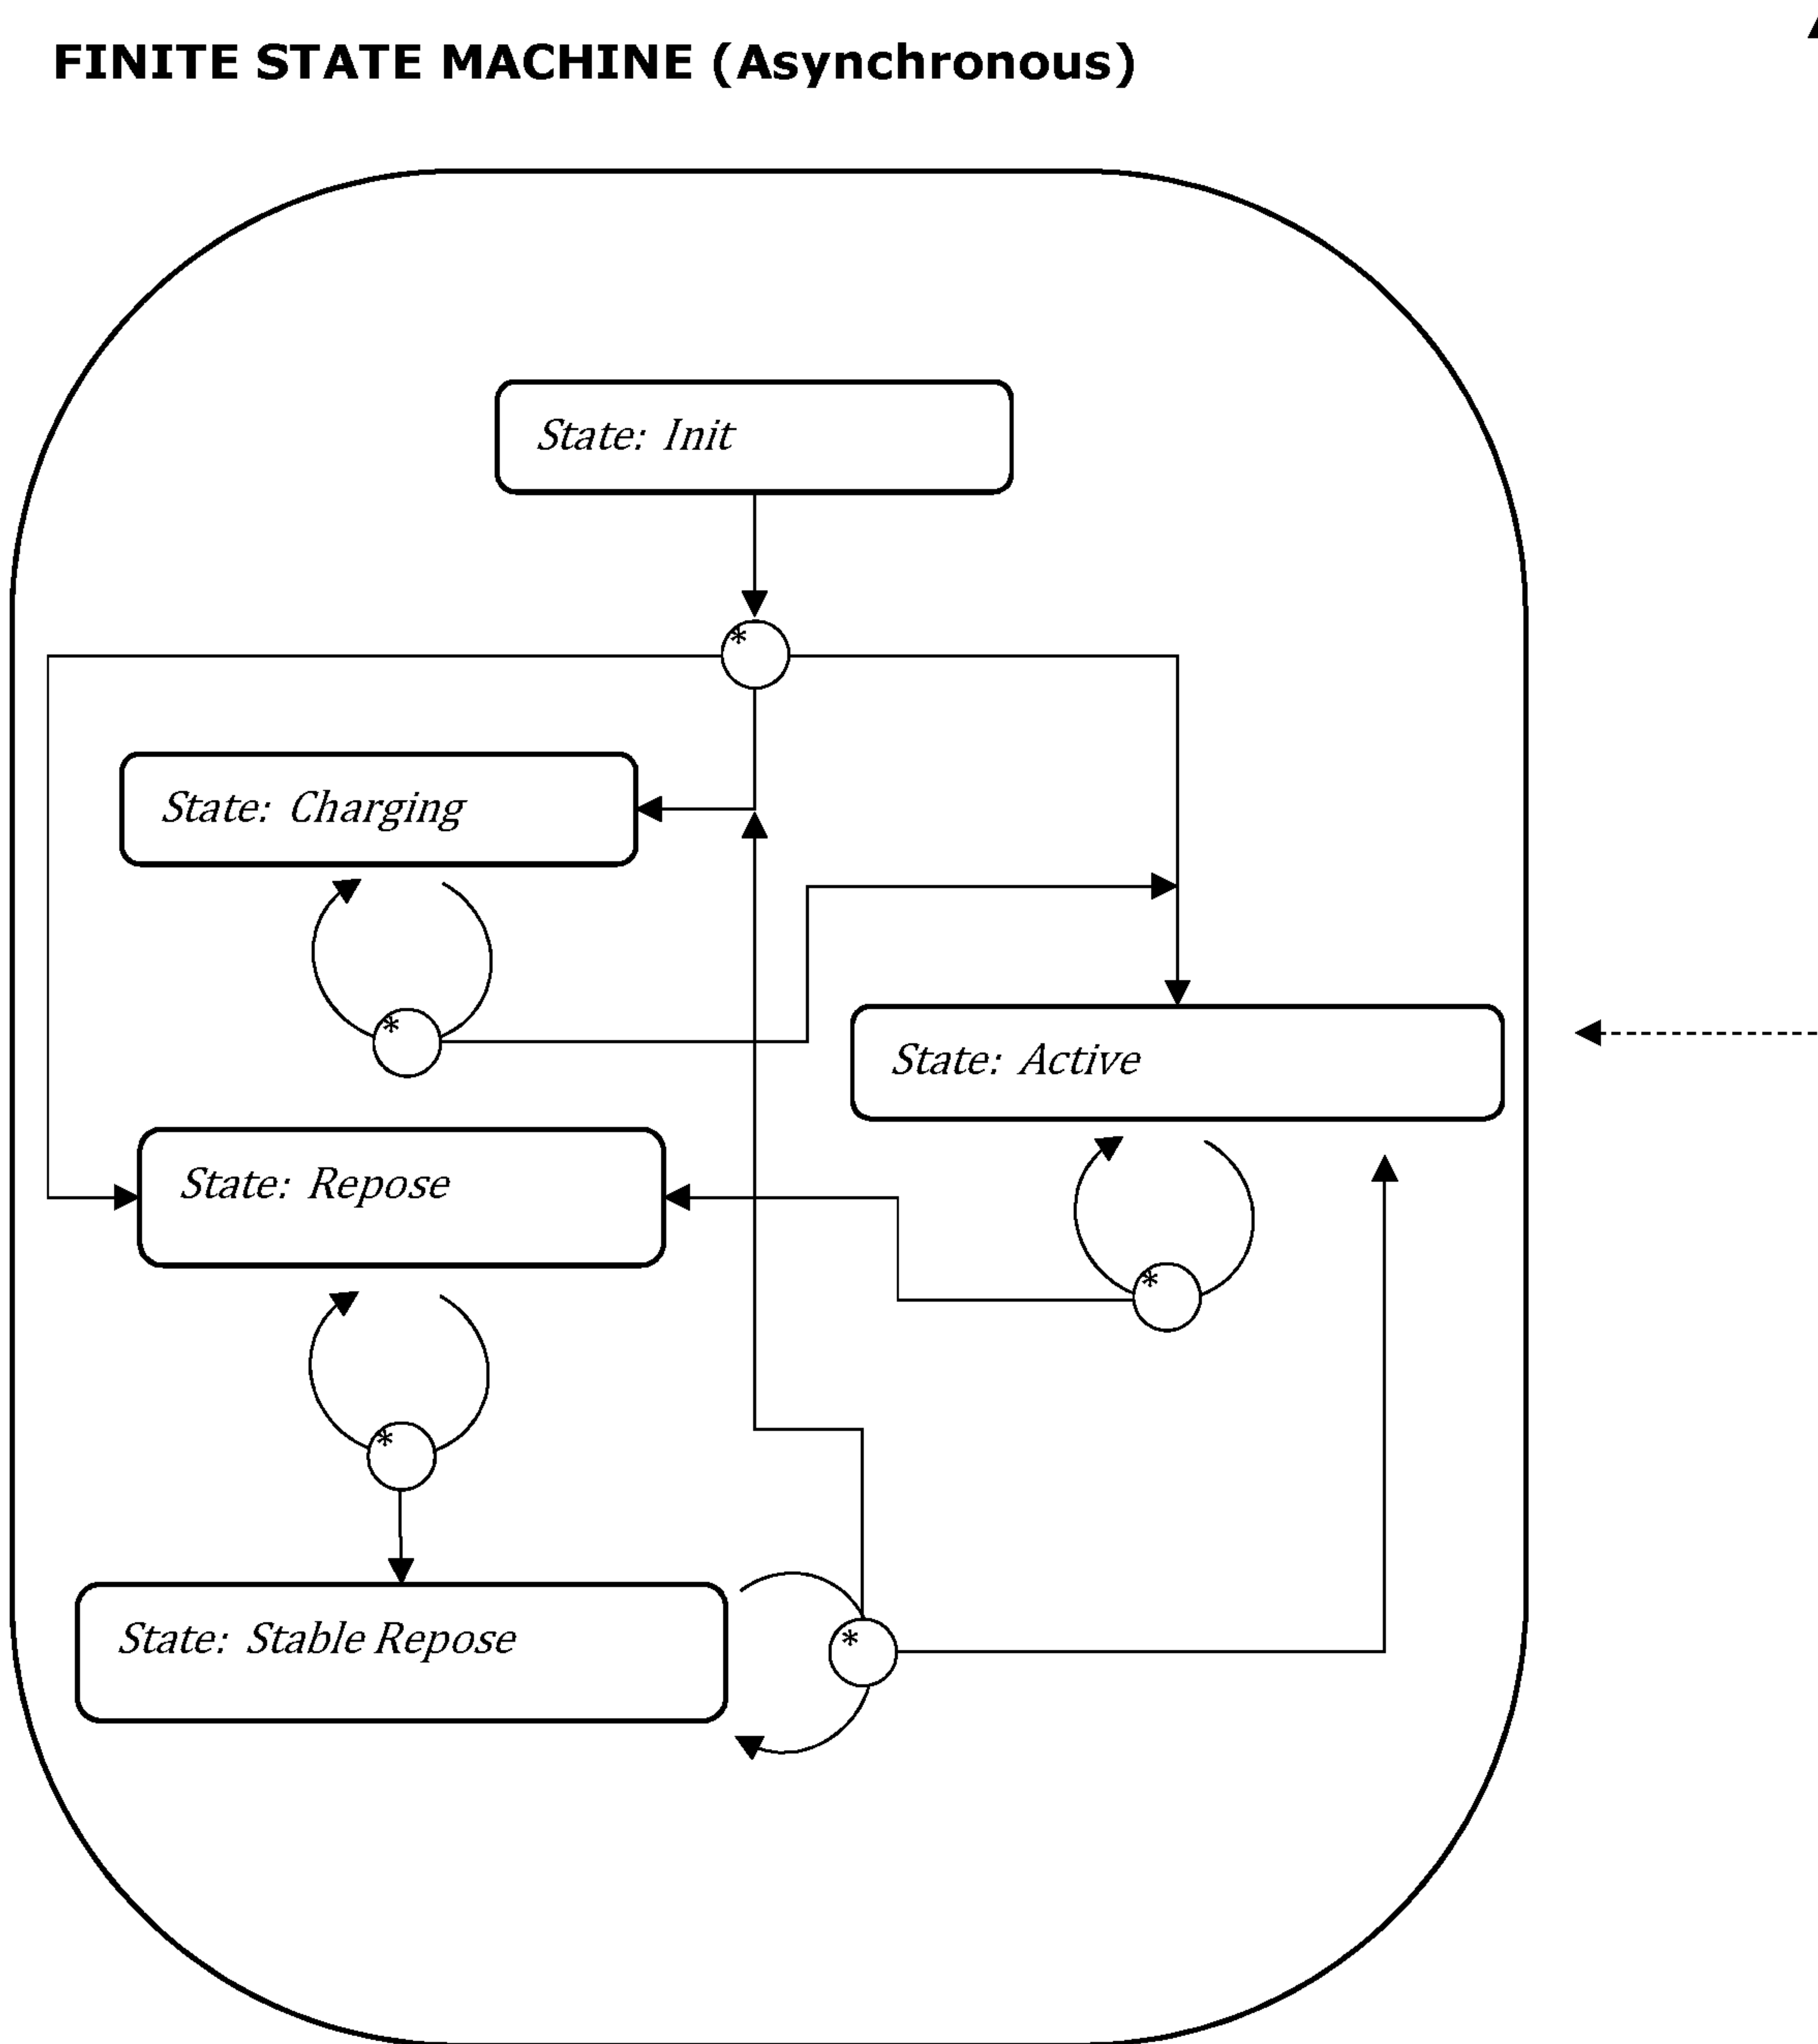 FINITE STATE MACHINE (Asynchronous)
State: Init
*
State: Charging
*
State: Active
State: Repose
*
*
State: Stable Repose
*